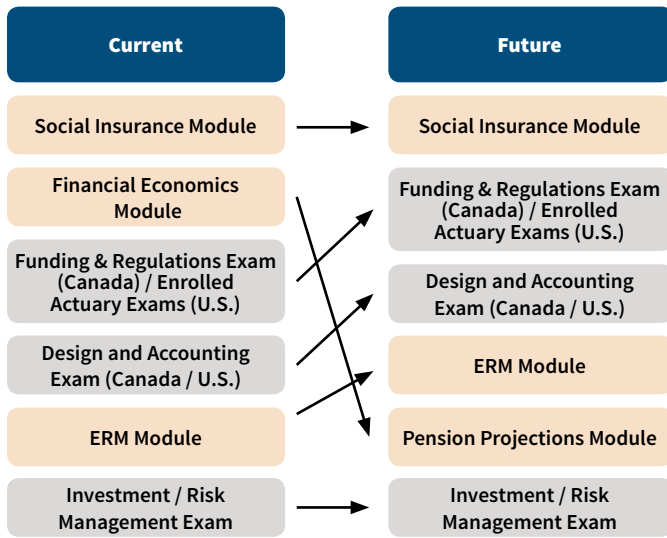 Current
Social Insurance Module
Financial Economics
Module
Funding & Regulations Exam
(Canada) / Enrolled
Actuary Exams (U.S.)
Design and Accounting
Exam (Canada / U.S.)
ERM Module
Investment / Risk
Management Exam
Future
Social Insurance Module
Funding & Regulations Exam
(Canada) / Enrolled
Actuary Exams (U.S.)
Design and Accounting
Exam (Canada / U.S.)
ERM Module
Pension Projections Module
Investment / Risk
Management Exam